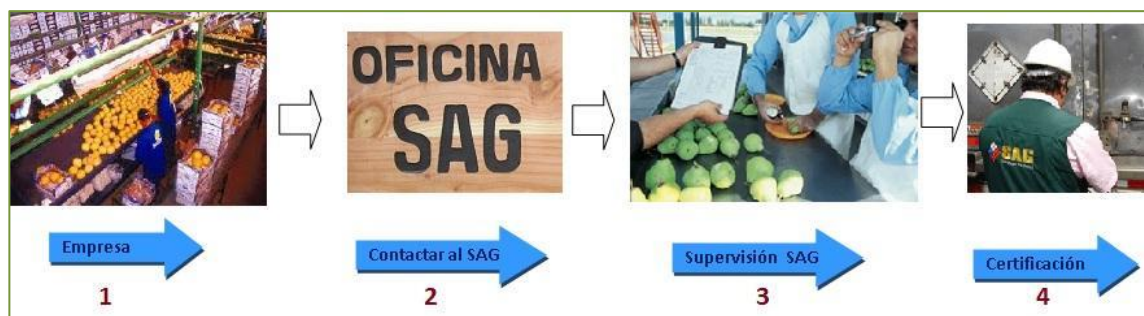 OFICINA
SAG
SAG
Empresa
Contactar al SAG
Supervisión SAG
Certificación
1
2
3
4